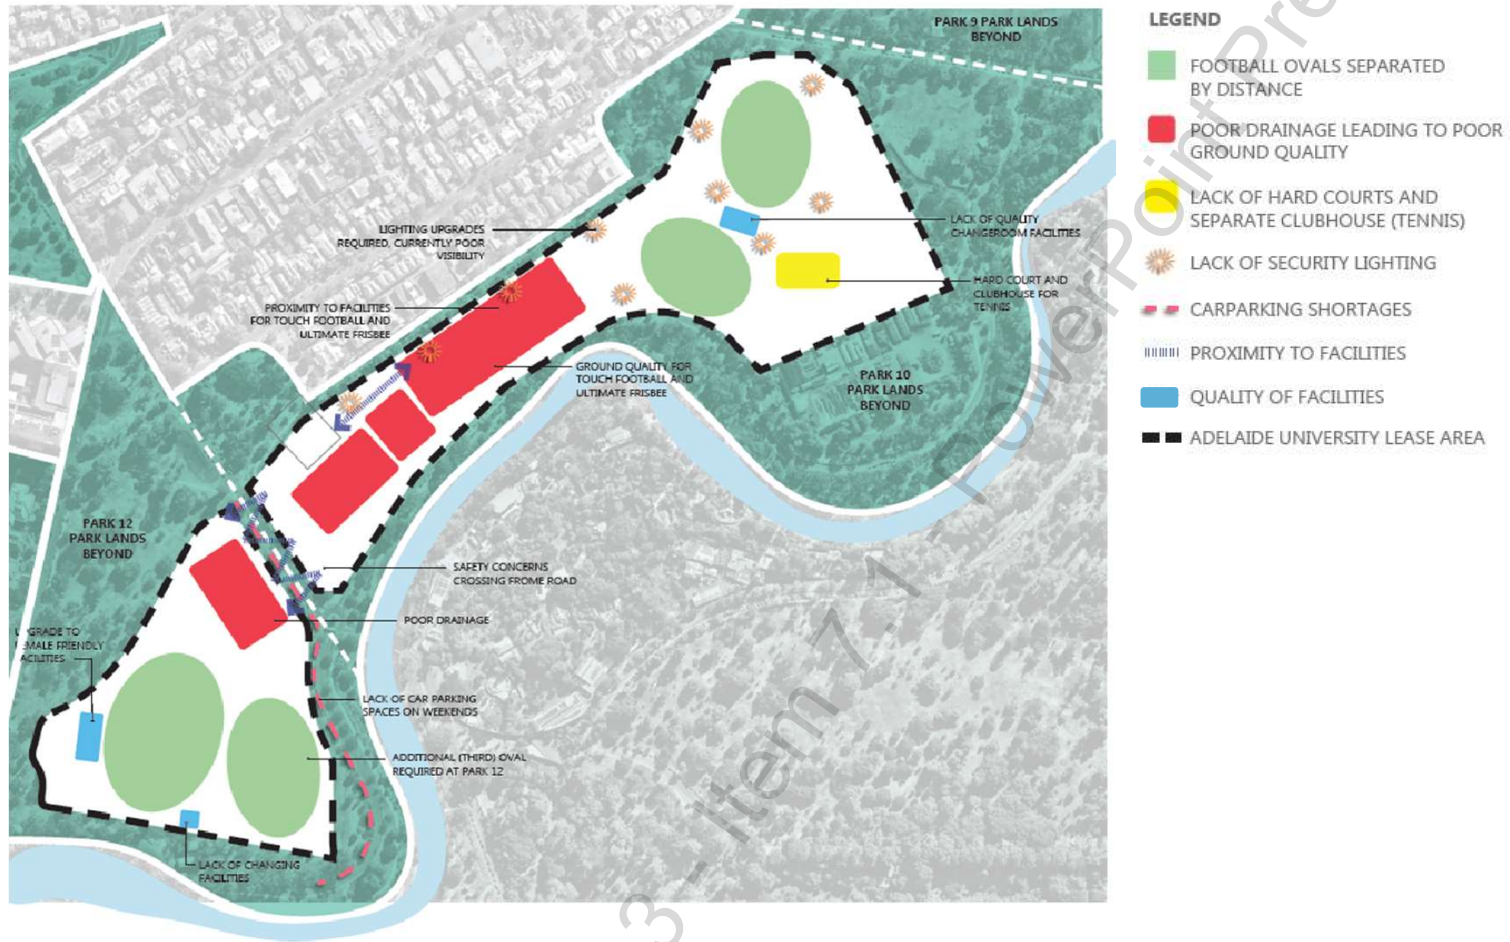 PARK 9 PARK LANDS
BEYOND
LIGHTING UPGRADES
REQUIRED, CURRENTLY POOR
VISIBILITY
LACK OF QUALITY
CHANGEROOM FACILITIES
HARD COURT AND
CLUBHOUSE FOR
TENNIS
PROXIMITY TO FACILITIES
FOR TOUCH FOOTBALL AND
ULTIMATE FRISBEE
GROUND QUALITY FOR
TOUCH FOOTBALL AND
ULTIMATE FRISBEE
PARK 10
PARK LANDS
BEYOND
PARK 12
PARK LANDS
BEYOND
SAFETY CONCERNS
CROSSING FROME ROAD
POOR DRAINAGE
UPGRADE TO
FEMALE FRIENDLY
FACILITIES
LACK OF CAR PARKING
SPACES ON WEEKENDS
ADDITIONAL (THIRD) OVAL
REQUIRED AT PARK 12
LACK OF CHANGING
FACILITIES
LEGEND
FOOTBALL OVALS SEPARATED
BY DISTANCE
POOR DRAINAGE LEADING TO POOR
GROUND QUALITY
LACK OF HARD COURTS AND
SEPARATE CLUBHOUSE (TENNIS)
LACK OF SECURITY LIGHTING
CARPARKING SHORTAGES
PROXIMITY TO FACILITIES
QUALITY OF FACILITIES
ADELAIDE UNIVERSITY LEASE AREA
3 - Item 7.1 - PowerPoint Pre